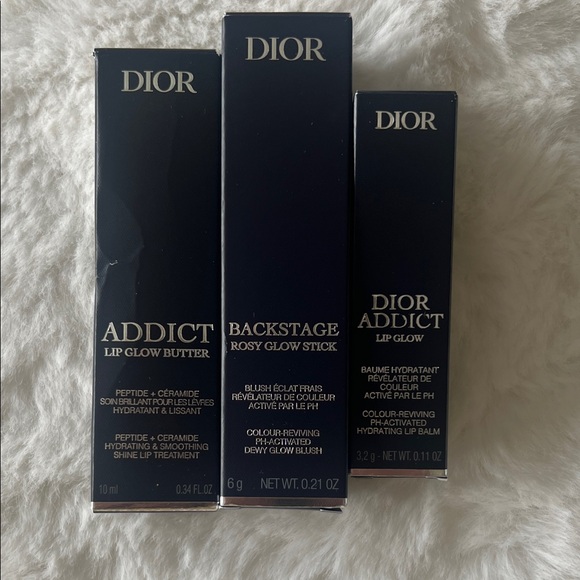 DIOR
ADDICT
LIP GLOW BUTTER
PEPTIDE + CÉRAMIDE
SOIN BRILLANT POUR LES LÈVRES
HYDRATANT & LISSANT
PEPTIDE + CERAMIDE
HYDRATING & SMOOTHING
SHINE LIP TREATMENT
10 ml 0.34 FL.OZ
DIOR
BACKSTAGE
ROSY GLOW STICK
BLUSH ÉCLAT FRAIS
RÉVÉLATEUR DE COULEUR
ACTIVÉ PAR LE PH
COLOUR-REVIVING
PH-ACTIVATED
DEWY GLOW BLUSH
6 g NET WT. 0.21 OZ
DIOR
DIOR
ADDICT
LIP GLOW
BAUME HYDRATANT
RÉVÉLATEUR DE
COULEUR
ACTIVÉ PAR LE PH
COLOUR-REVIVING
PH-ACTIVATED
HYDRATING LIP BALM
3.2 g - NET WT. 0.11 OZ